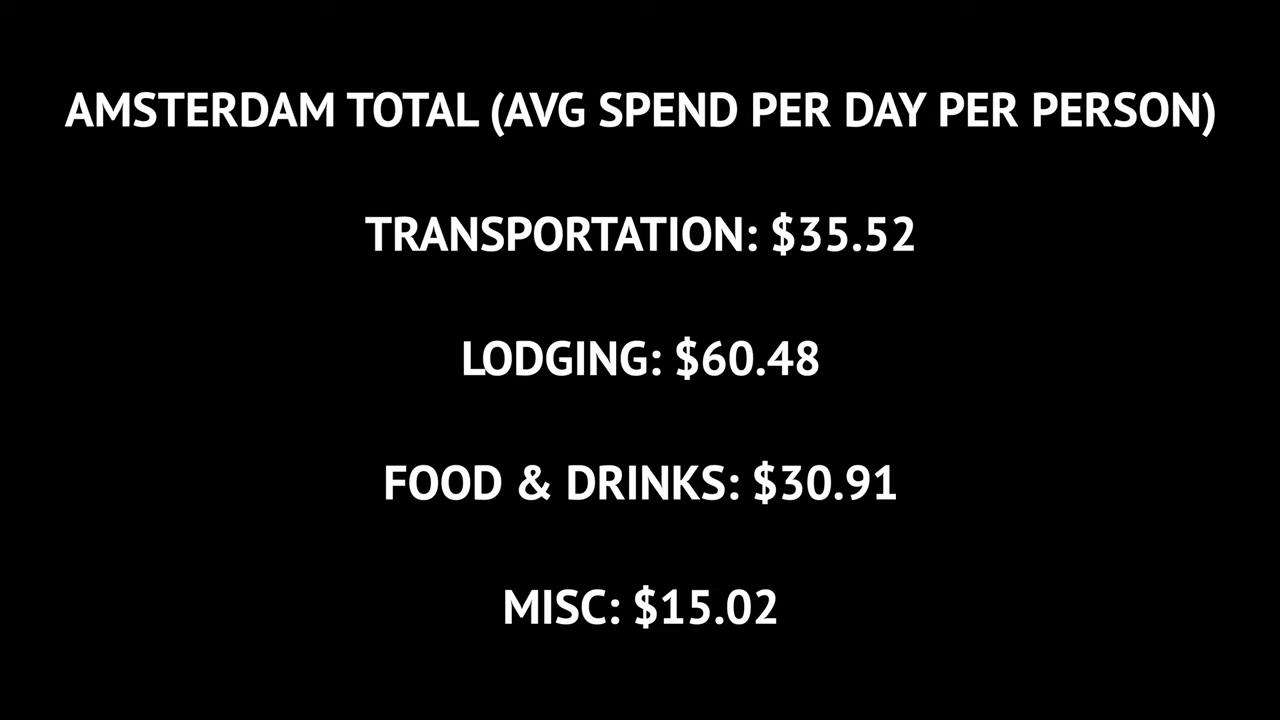 AMSTERDAM TOTAL (AVG SPEND PER DAY PER PERSON)
TRANSPORTATION: $35.52
LODGING: $60.48
FOOD & DRINKS: $30.91
MISC: $15.02